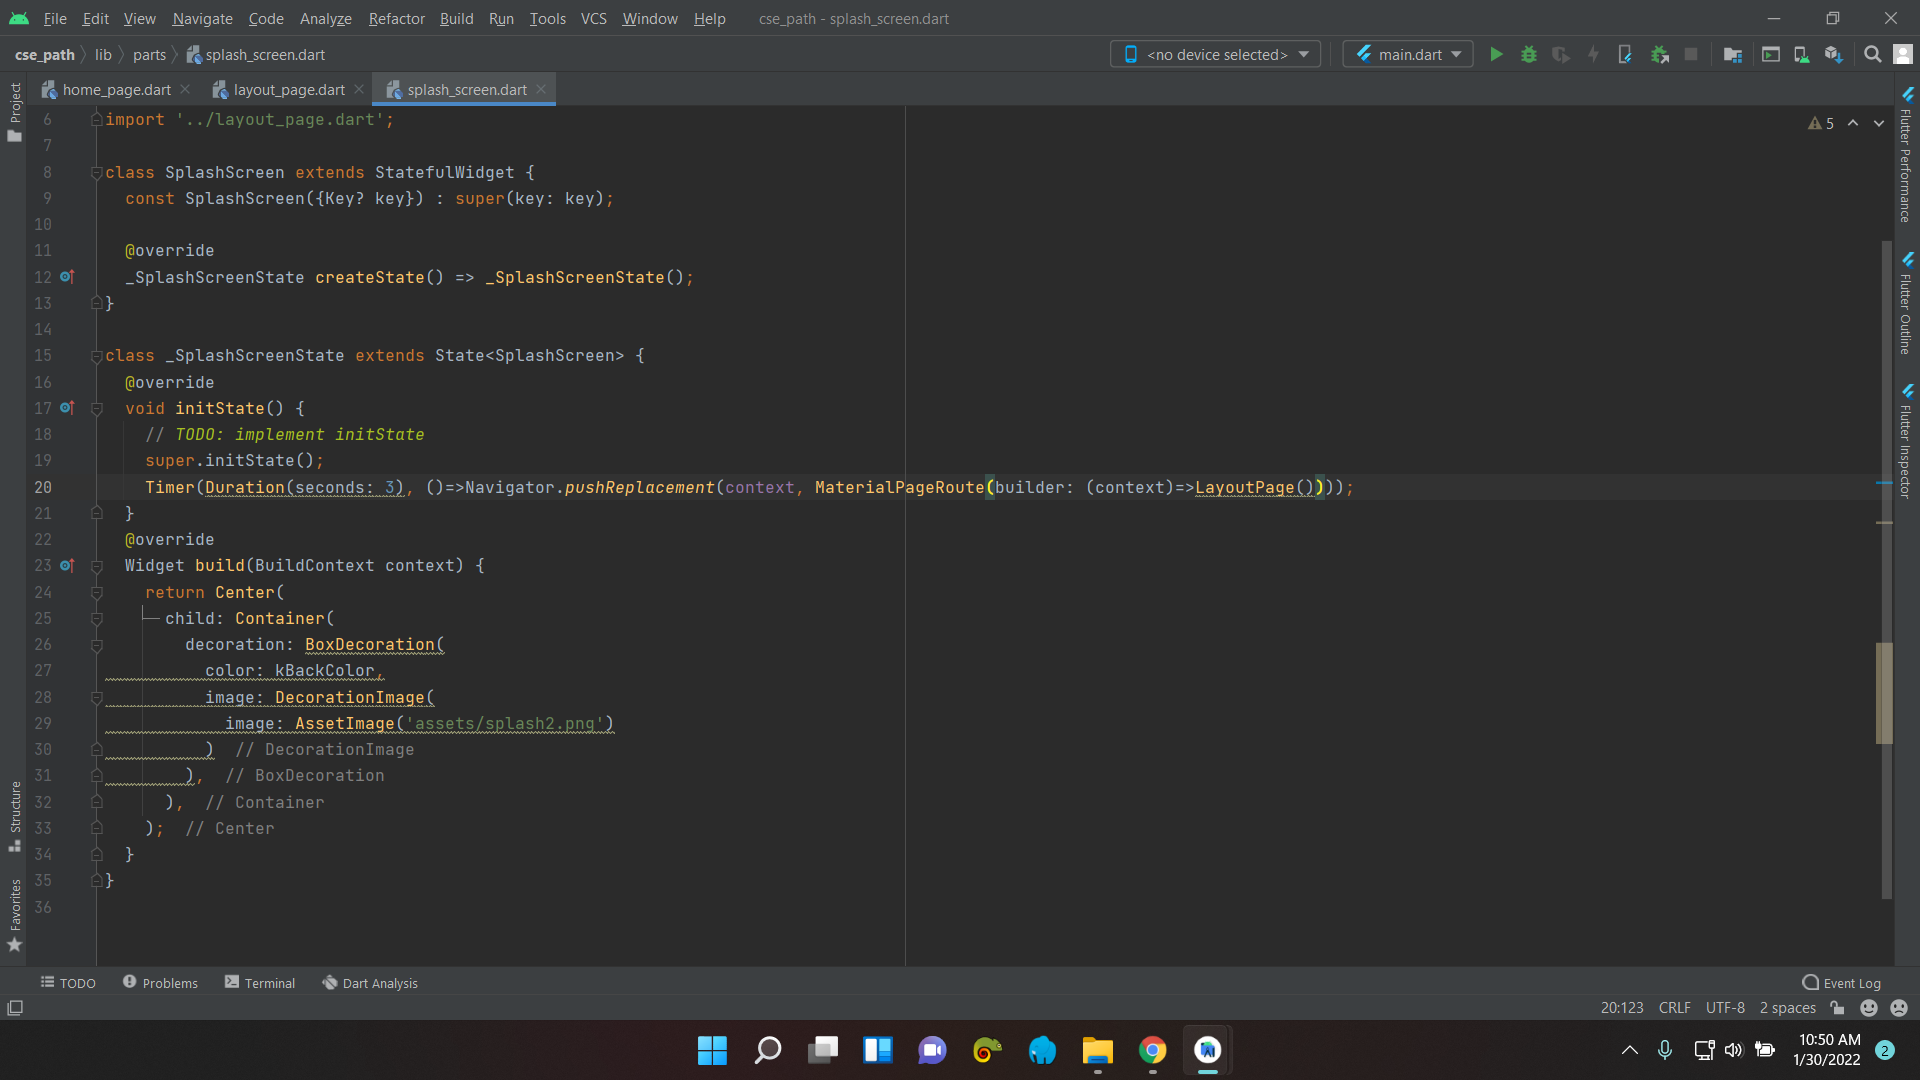 File Edit View Navigate Code Analyze Refactor Build Run Tools VCS Window Help cse_path - splash_screen.dart
cse_path lib parts splash_screen.dart <no device selected> main.dart
home_page.dart layout_page.dart splash_screen.dart
Project
Structure
Favorites
6 import '../layout_page.dart';
7
8 class SplashScreen extends StatefulWidget {
9 const SplashScreen({Key? key}) : super(key: key);
10
11 @override
12 _SplashScreenState createState() => _SplashScreenState();
13 }
14
15 class _SplashScreenState extends State<SplashScreen> {
16 @override
17 void initState() {
18 // TODO: implement initState
19 super.initState();
20 Timer(Duration(seconds: 3), ()=>Navigator.pushReplacement(context, MaterialPageRoute(builder: (context)=>LayoutPage())));
21 }
22 @override
23 Widget build(BuildContext context) {
24 return Center(
25 child: Container(
26 decoration: BoxDecoration(
27 color: kBackColor,
28 image: DecorationImage(
29 image: AssetImage('assets/splash2.png')
30 ) // DecorationImage
31 ), // BoxDecoration
32 ), // Container
33 ); // Center
34 }
35 }
36
5
Flutter Performance
Flutter Outline
Flutter Inspector
TODO Problems Terminal Dart Analysis Event Log
20:123 CRLF UTF-8 2 spaces
10:50 AM
1/30/2022 2